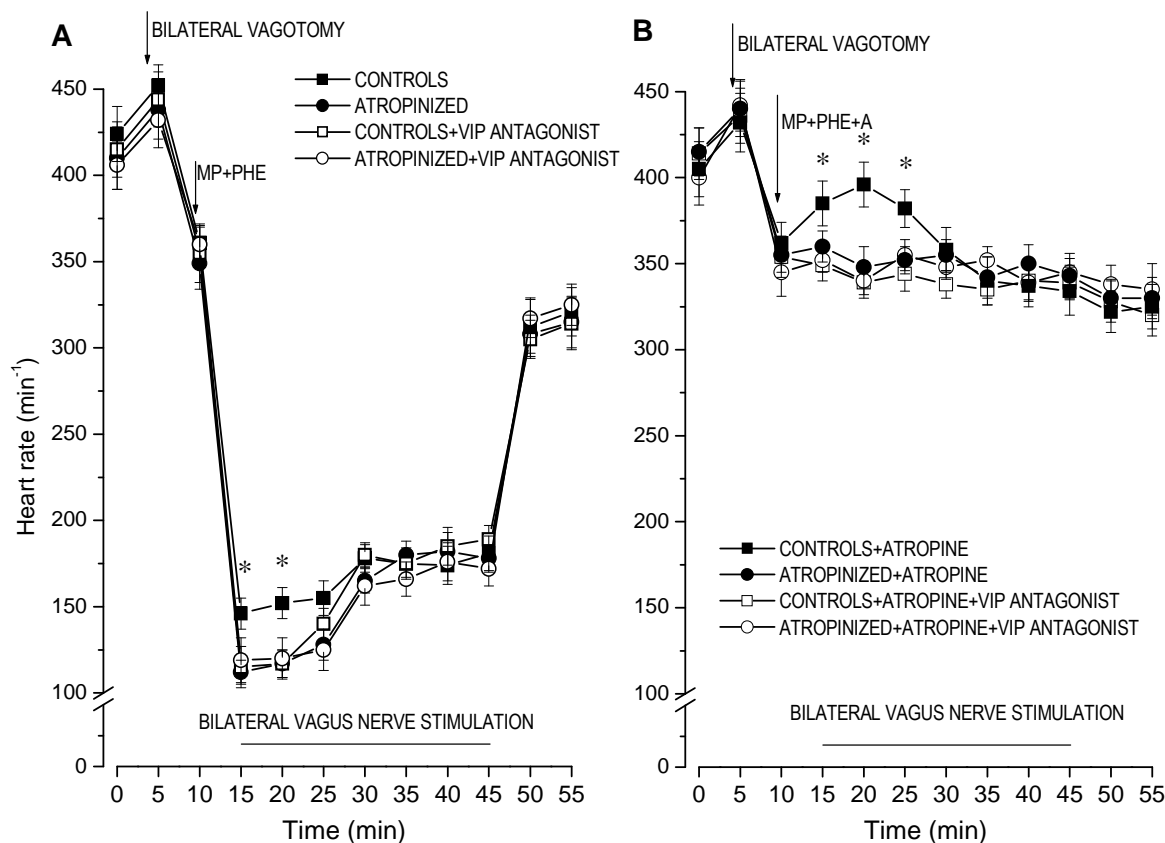 A
BILATERAL VAGOTOMY
CONTROLS
ATROPINIZED
CONTROLS+VIP ANTAGONIST
ATROPINIZED+VIP ANTAGONIST
MP+PHE
* *
450
400
350
300
250
200
150
100
0
Heart rate (min⁻¹)
BILATERAL VAGUS NERVE STIMULATION
0 5 10 15 20 25 30 35 40 45 50 55
Time (min)
B
BILATERAL VAGOTOMY
MP+PHE+A
* * *
450
400
350
300
250
200
150
100
0
CONTROLS+ATROPINE
ATROPINIZED+ATROPINE
CONTROLS+ATROPINE+VIP ANTAGONIST
ATROPINIZED+ATROPINE+VIP ANTAGONIST
BILATERAL VAGUS NERVE STIMULATION
0 5 10 15 20 25 30 35 40 45 50 55
Time (min)